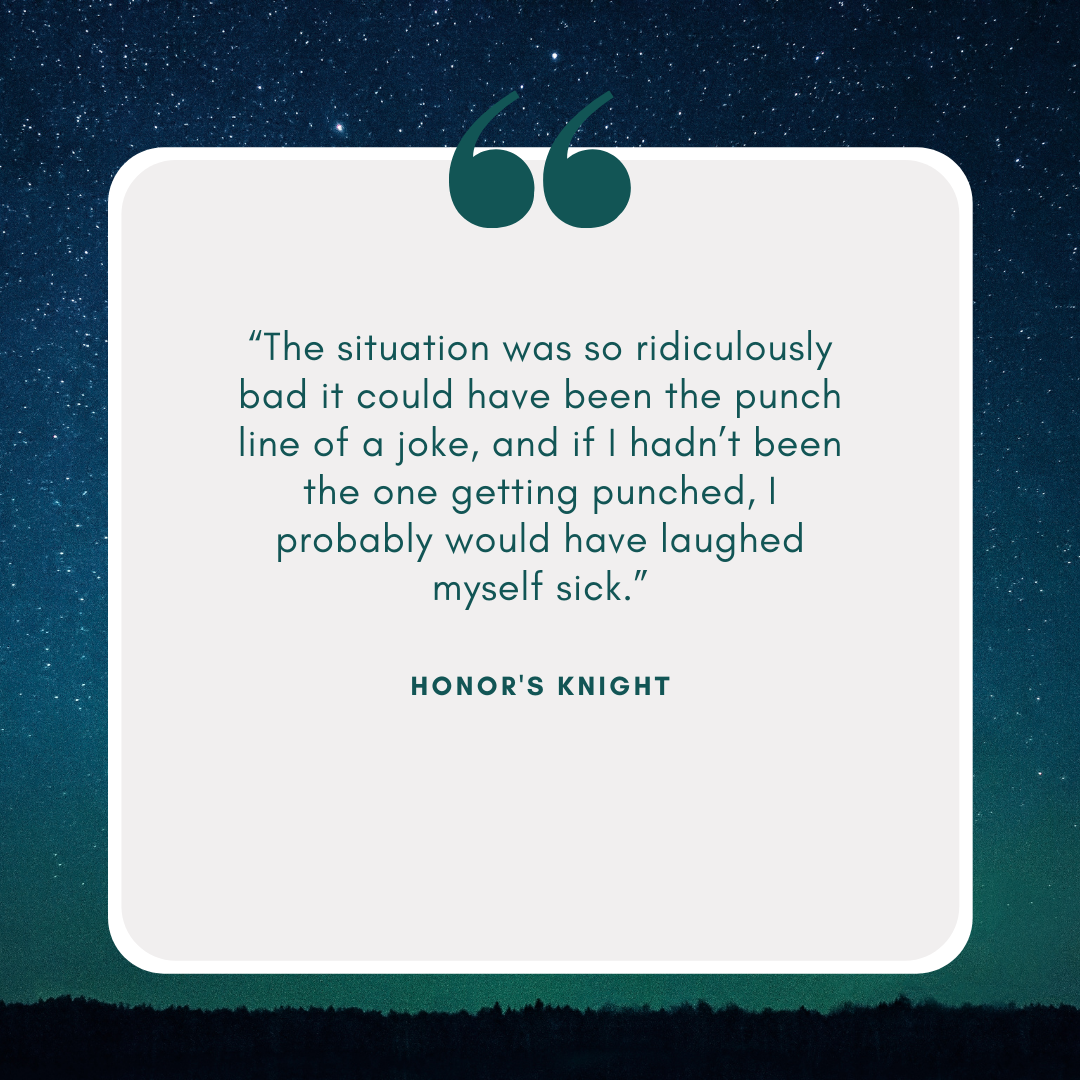 “
“The situation was so ridiculously
bad it could have been the punch
line of a joke, and if I hadn’t been
the one getting punched, I
probably would have laughed
myself sick.”
HONOR'S KNIGHT